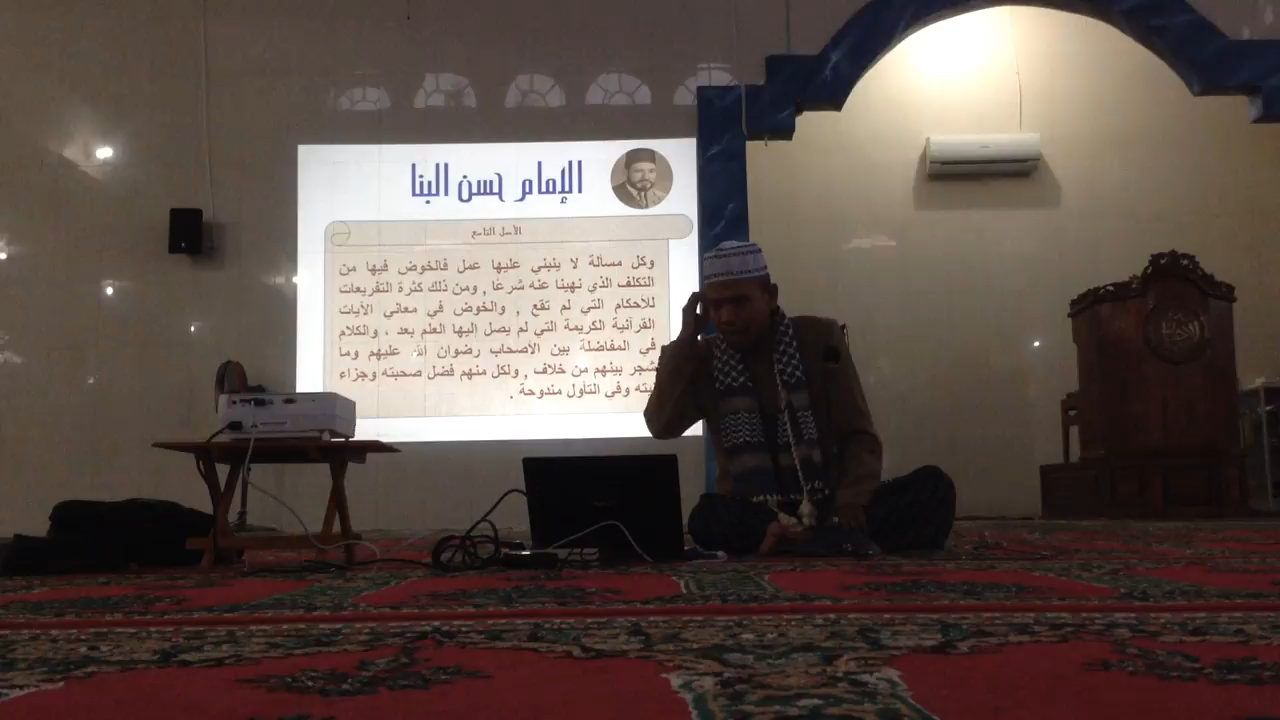 الإمام حسن البنا
الأصل التاسع
وكل مسألة لا ينبني عليها عمل فالخوض فيها من
التكلف الذي نهينا عنه شرعًا , ومن ذلك كثرة التفريعات
للأحكام التي لم تقع , والخوض في معاني الآيات
القرآنية الكريمة التي لم يصل إليها العلم بعد ، والكلام
في المفاضلة بين الأصحاب رضوان الله عليهم وما
شجر بينهم من خلاف , ولكل منهم فضل صحبته وجزاء
نيته وفي التأول مندوحة .